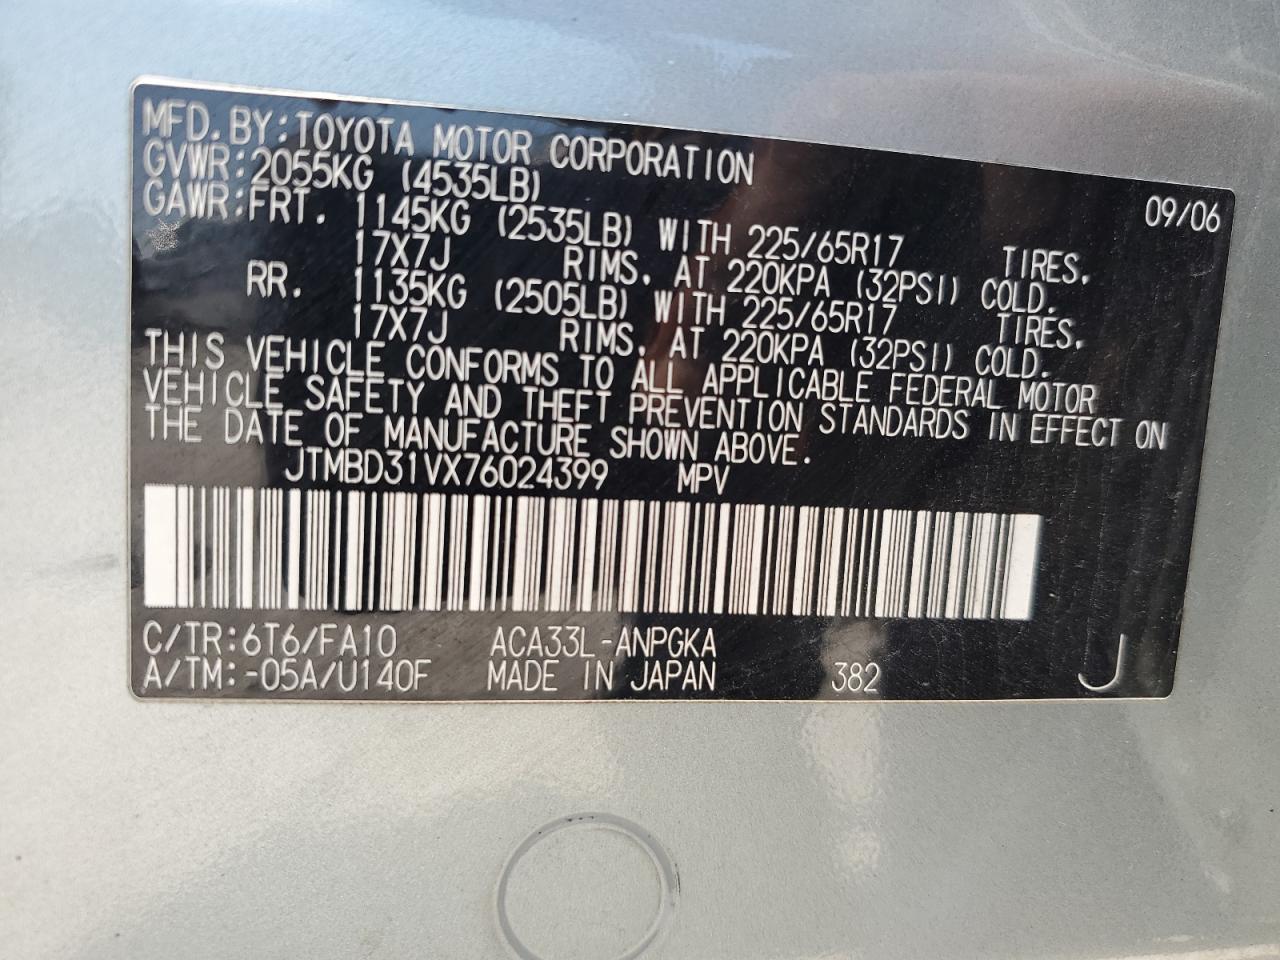 MFD. BY: TOYOTA MOTOR CORPORATION 09/06
GVWR: 2055KG (4535LB)
GAWR: FRT. 1145KG (2535LB) WITH 225/65R17 TIRES,
17X7J RIMS, AT 220KPA (32PSI) COLD.
RR. 1135KG (2505LB) WITH 225/65R17 TIRES,
17X7J RIMS, AT 220KPA (32PSI) COLD.
THIS VEHICLE CONFORMS TO ALL APPLICABLE FEDERAL MOTOR
VEHICLE SAFETY AND THEFT PREVENTION STANDARDS IN EFFECT ON
THE DATE OF MANUFACTURE SHOWN ABOVE.
JTMBD31VX76024399 MPV
C/TR: 6T6/FA10 ACA33L-ANPGKA
A/TM: -05A/U140F MADE IN JAPAN 382 J